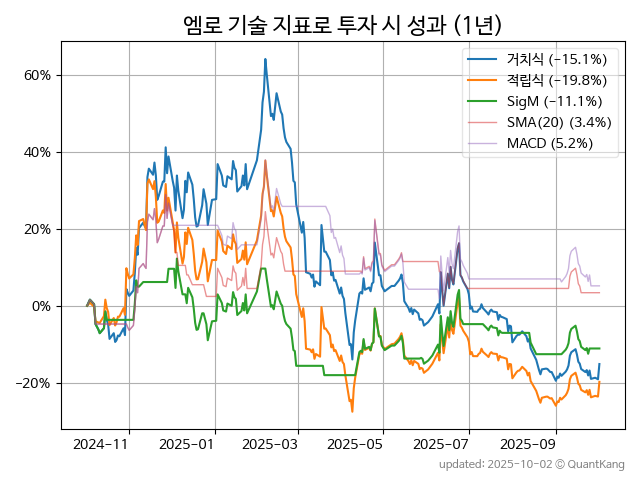 엠로 기술 지표로 투자 시 성과 (1년)
거치식 (−15.1%)
적립식 (−19.8%)
SigM (−11.1%)
SMA(20) (3.4%)
MACD (5.2%)
60%
40%
20%
0%
−20%
2024−11
2025−01
2025−03
2025−05
2025−07
2025−09
updated: 2025-10-02 © QuantKang